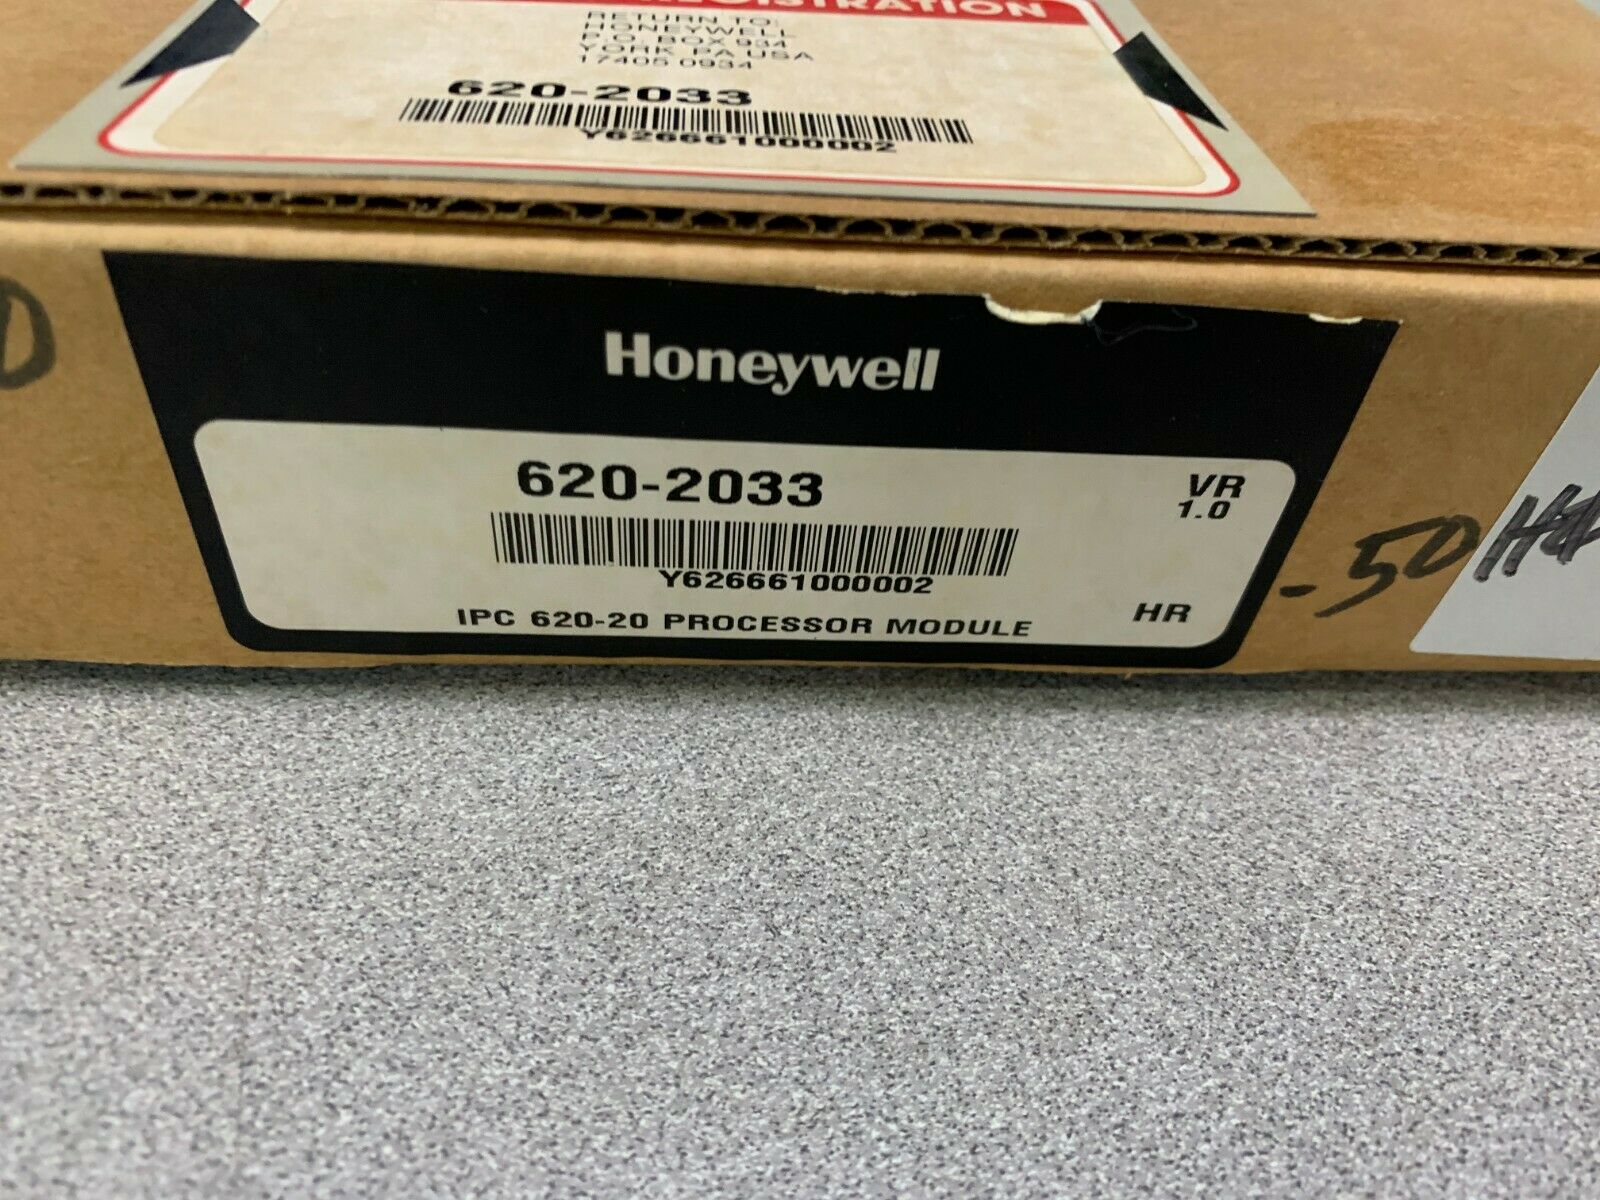 REGISTRATION
RETURN TO:
HONEYWELL
P.O. BOX 934
YORK PA USA
17405 0934
620-2033
Y626661000002
Honeywell
620-2033
VR
1.0
Y626661000002
IPC 620-20 PROCESSOR MODULE
HR
-50